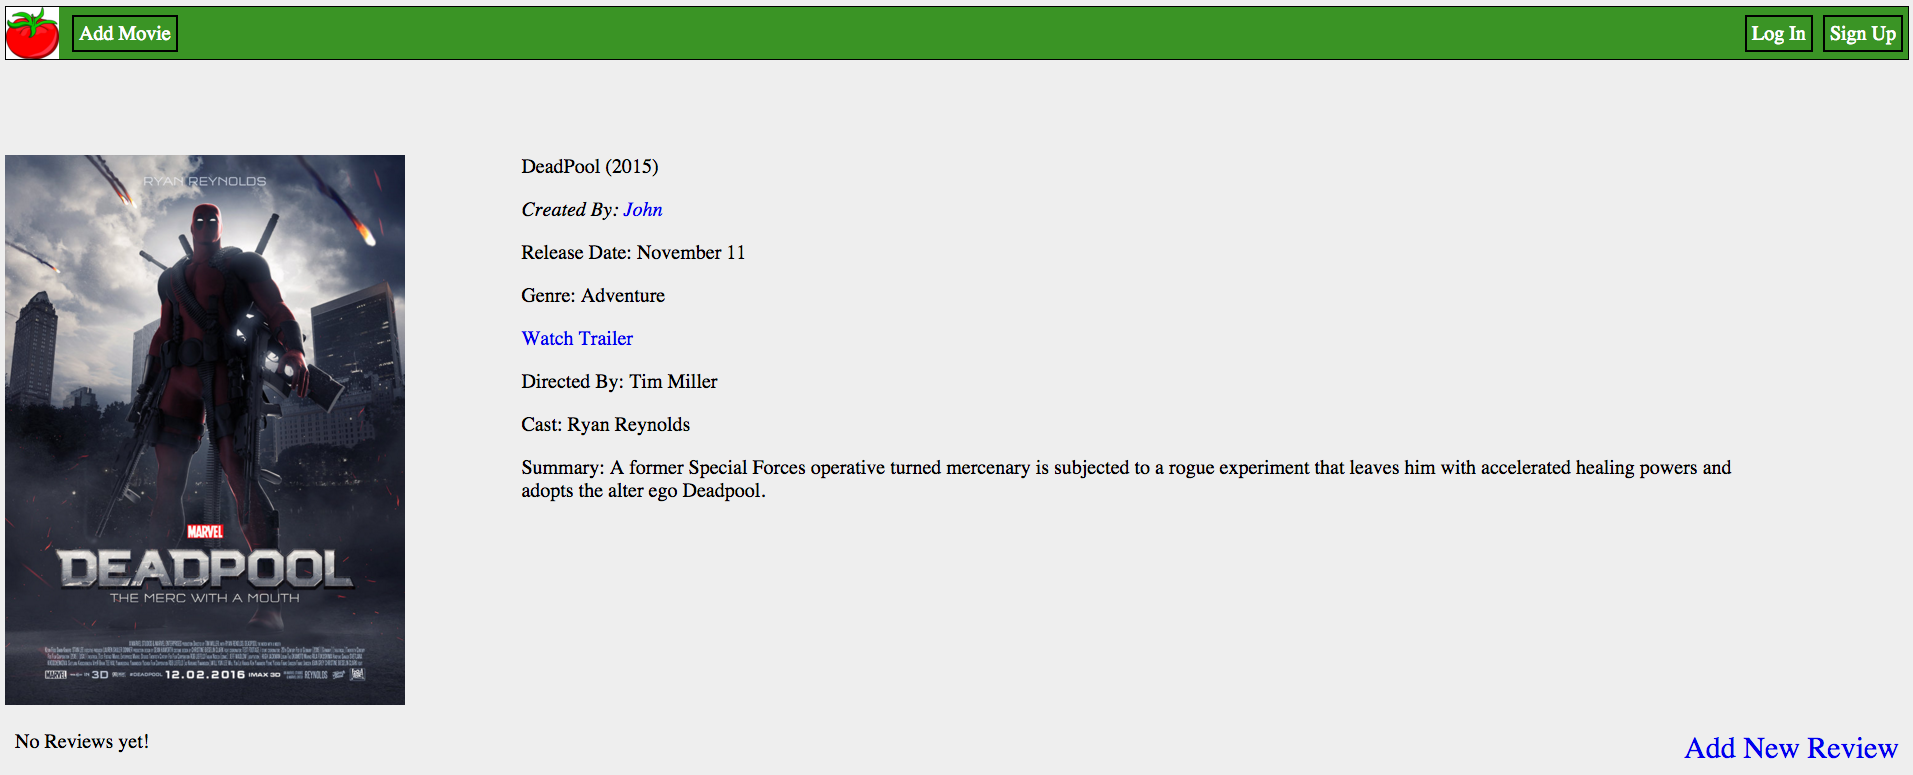 Add Movie
Log In
Sign Up
RYAN REYNOLDS
MARVEL
DEADPOOL
THE MERC WITH A MOUTH
3D
#DEADPOOL
12.02.2016
IMAX 3D
DeadPool (2015)
Created By: John
Release Date: November 11
Genre: Adventure
Watch Trailer
Directed By: Tim Miller
Cast: Ryan Reynolds
Summary: A former Special Forces operative turned mercenary is subjected to a rogue experiment that leaves him with accelerated healing powers and
adopts the alter ego Deadpool.
No Reviews yet!
Add New Review